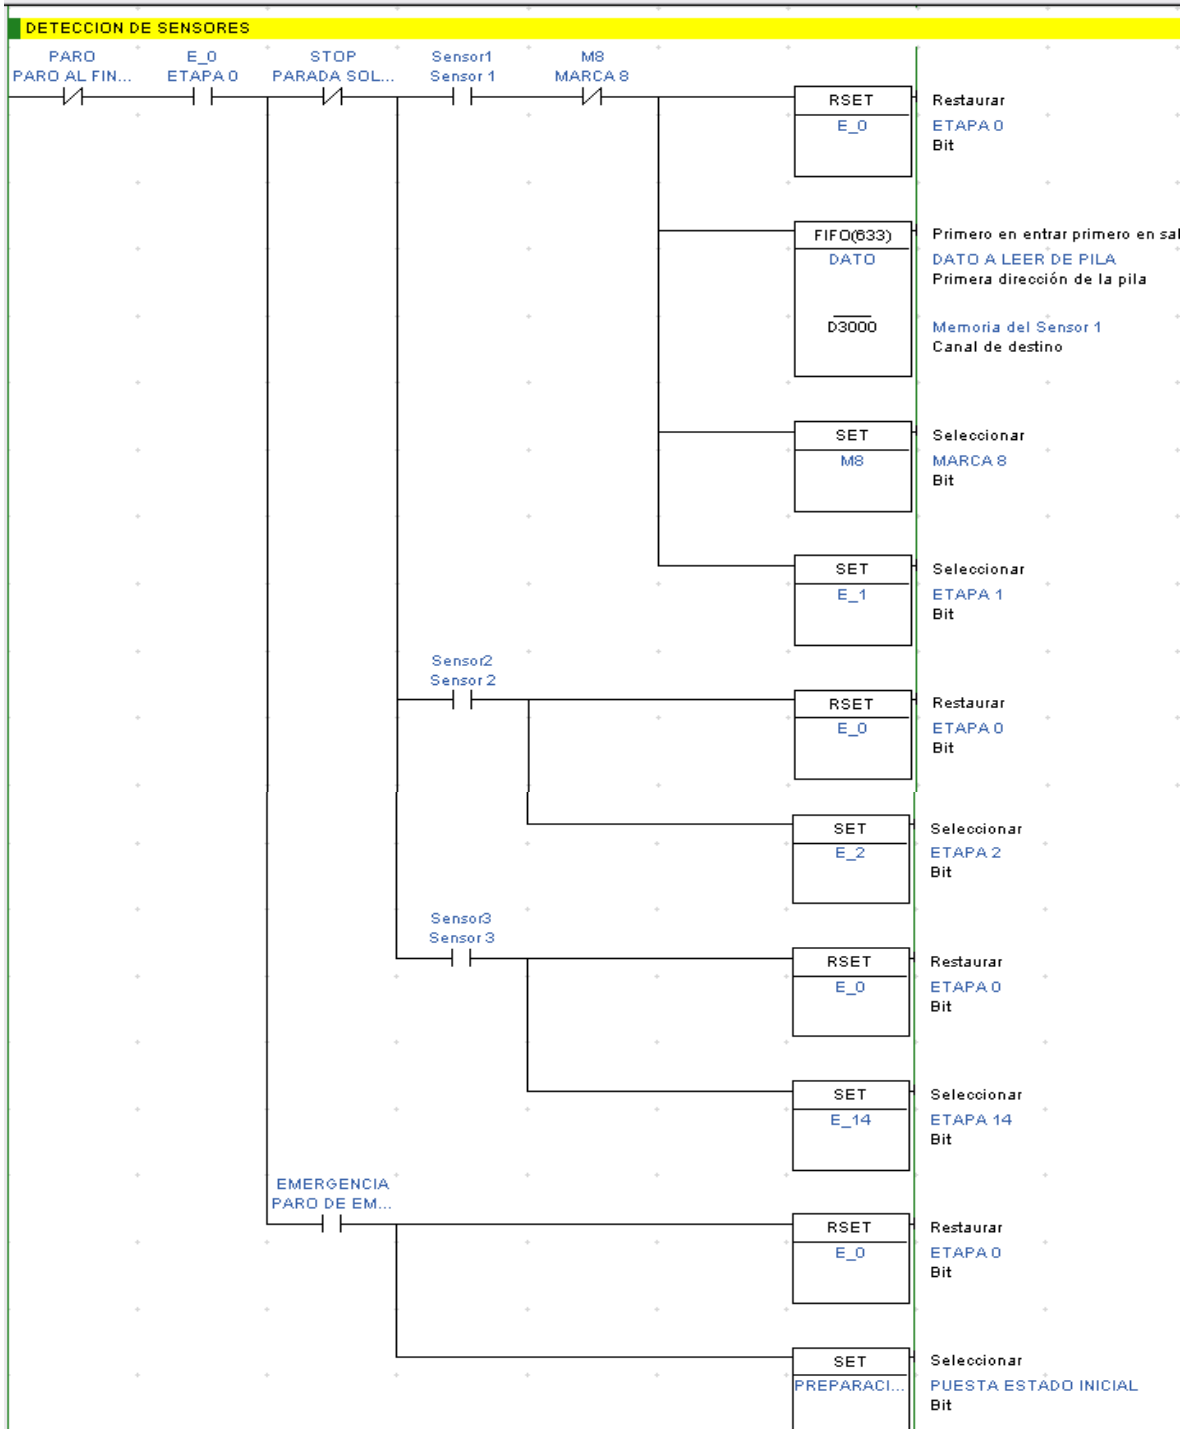 DETECCION DE SENSORES
PARO E_0 STOP Sensor1 M8
PARO AL FIN... ETAPA 0 PARADA SOL... Sensor 1 MARCA 8
RSET Restaurar
E_0 ETAPA 0
Bit
FIFO(633) Primero en entrar primero en sal
DATO DATO A LEER DE PILA
Primera dirección de la pila
D3000 Memoria del Sensor 1
Canal de destino
SET Seleccionar
M8 MARCA 8
Bit
SET Seleccionar
E_1 ETAPA 1
Bit
Sensor2
Sensor 2
RSET Restaurar
E_0 ETAPA 0
Bit
SET Seleccionar
E_2 ETAPA 2
Bit
Sensor3
Sensor 3
RSET Restaurar
E_0 ETAPA 0
Bit
SET Seleccionar
E_14 ETAPA 14
Bit
EMERGENCIA
PARO DE EM...
RSET Restaurar
E_0 ETAPA 0
Bit
SET Seleccionar
PREPARACI... PUESTA ESTADO INICIAL
Bit